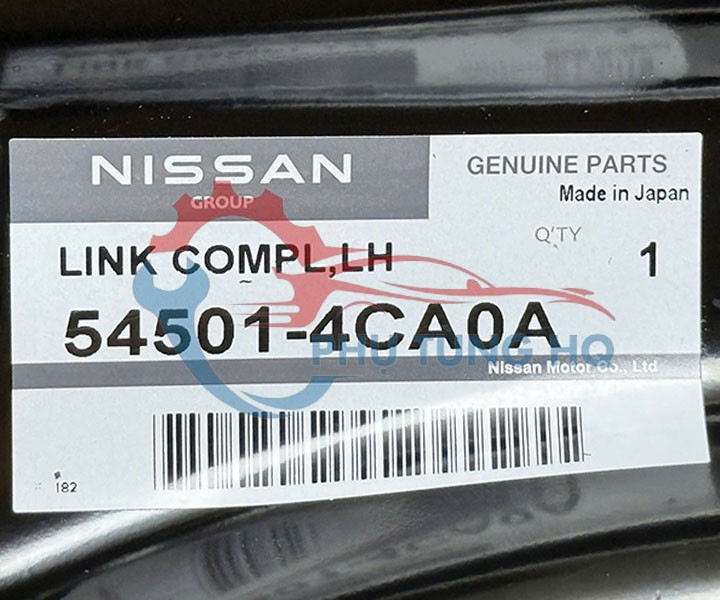 NISSAN
GROUP
GENUINE PARTS
Made in Japan
Q'TY
LINK COMPL,LH
1
54501-4CA0A
PHỤ TÙNG HQ
Nissan Motor Co., Ltd
182